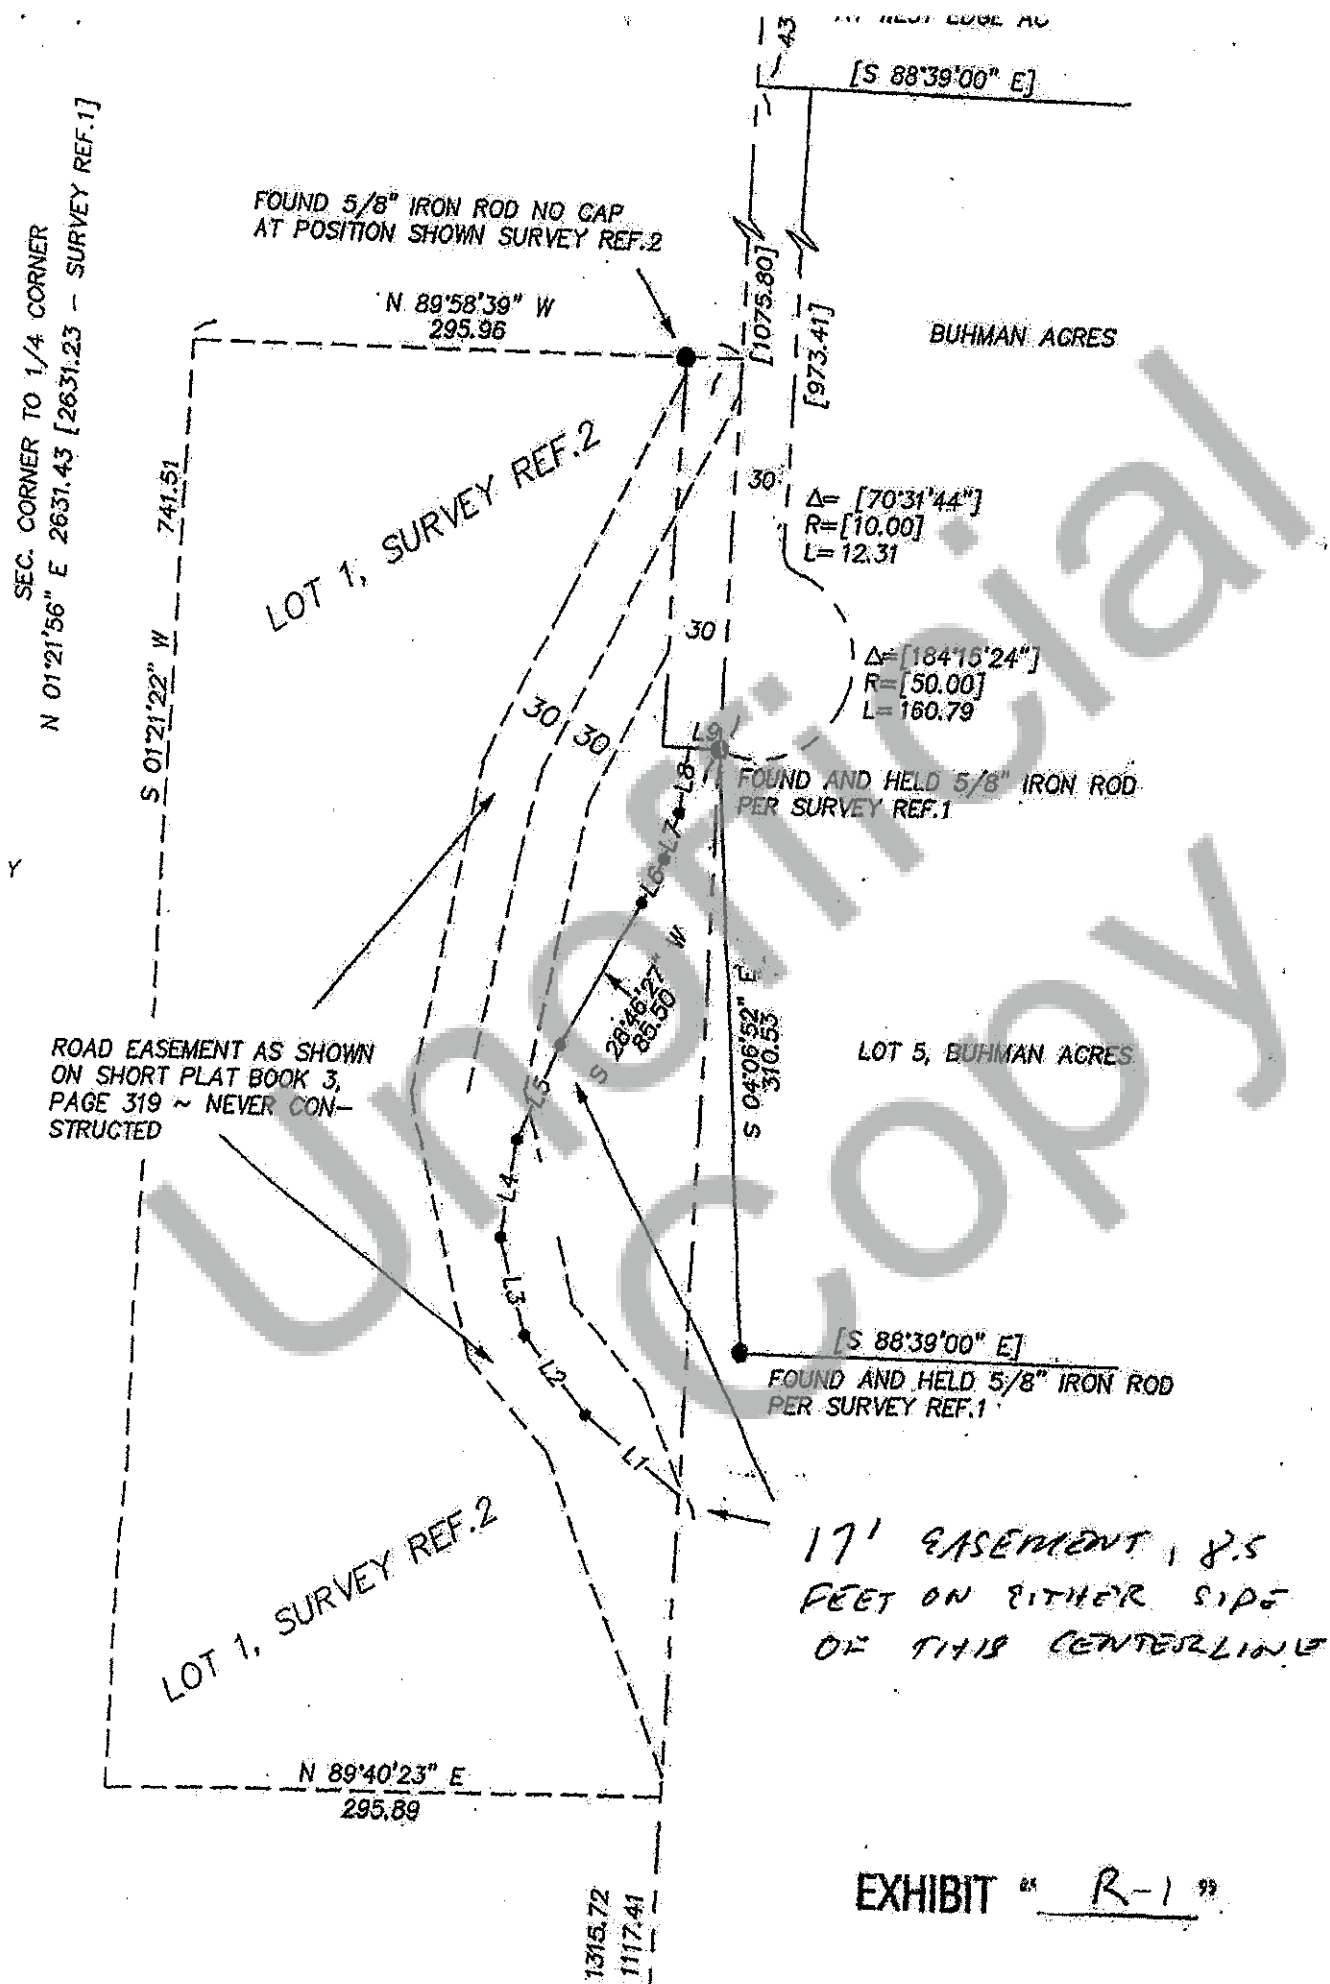 43
[S 88°39'00" E]
SEC. CORNER TO 1/4 CORNER
N 01°21'56" E 2631.43 [2631.23 - SURVEY REF.1]
FOUND 5/8" IRON ROD NO CAP
AT POSITION SHOWN SURVEY REF.2
N 89°58'39" W
295.96
[1075.80]
[973.41]
BUHMAN ACRES
741.51
S 01°21'22" W
LOT 1, SURVEY REF.2
30
Δ= [70°31'44"]
R=[10.00]
L= 12.31
30
Δ=[184°15'24"]
R=[50.00]
L= 160.79
30
30
L9
L8
FOUND AND HELD 5/8" IRON ROD
PER SURVEY REF.1
L7
Y
L6
S 28°46'27" W
85.50
S 04°06'52" E
310.53
ROAD EASEMENT AS SHOWN
ON SHORT PLAT BOOK 3,
PAGE 319 ~ NEVER CON-
STRUCTED
LOT 5, BUHMAN ACRES
L5
L4
L3
[S 88°39'00" E]
L2
FOUND AND HELD 5/8" IRON ROD
PER SURVEY REF.1
L1
LOT 1, SURVEY REF.2
17' EASEMENT, 8.5
FEET ON EITHER SIDE
OF THIS CENTERLINE
N 89°40'23" E
295.89
EXHIBIT "R-1"
1315.72
1117.41
Unofficial
Copy